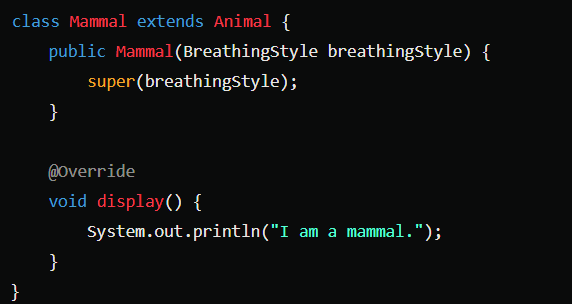 class Mammal extends Animal {
    public Mammal(BreathingStyle breathingStyle) {
        super(breathingStyle);
    }

    @Override
    void display() {
        System.out.println("I am a mammal.");
    }
}